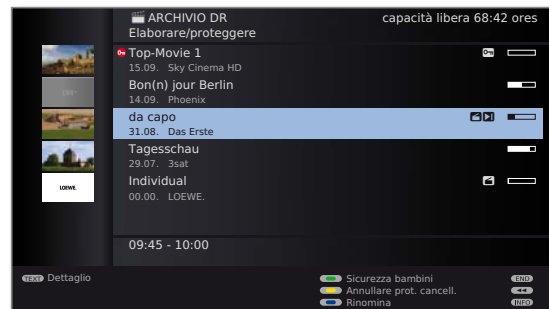 ARCHIVIO DR capacità libera 68:42 ores
Elaborare/proteggere
Top-Movie 1
15.09. Sky Cinema HD
Bon(n) jour Berlin
14.09. Phoenix
da capo
31.08. Das Erste
Tagesschau
29.07. 3sat
LOEWE.
Individual
00.00. LOEWE.
09:45 - 10:00
TEXT Dettaglio
Sicurezza bambini END
Annullare prot. cancell.
Rinomina INFO